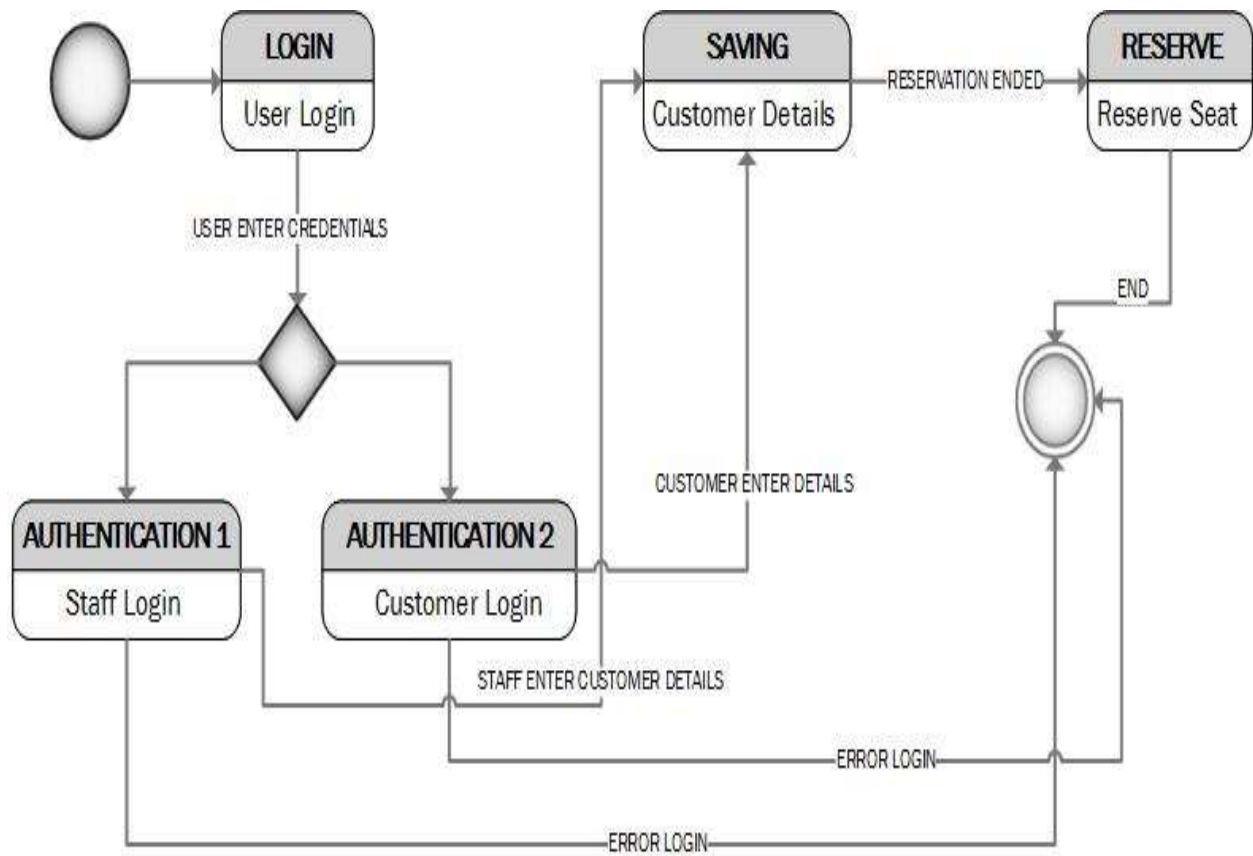 LOGIN
User Login
SAVING
Customer Details
RESERVATION ENDED
RESERVE
Reserve Seat
USER ENTER CREDENTIALS
END
CUSTOMER ENTER DETAILS
AUTHENTICATION 1
Staff Login
AUTHENTICATION 2
Customer Login
STAFF ENTER CUSTOMER DETAILS
ERROR LOGIN
ERROR LOGIN